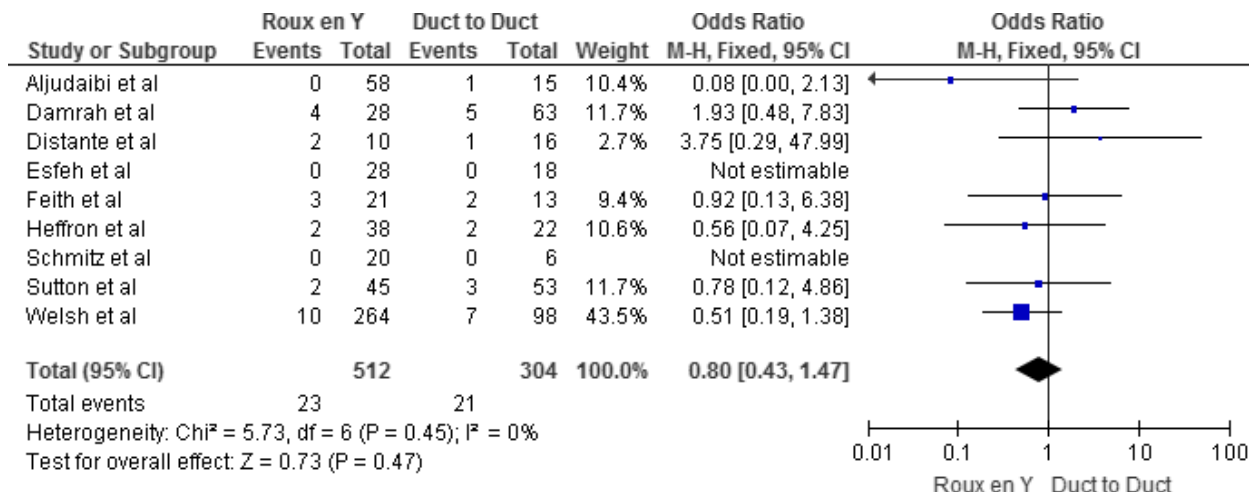 Roux en Y Duct to Duct Odds Ratio Odds Ratio
Study or Subgroup Events Total Events Total Weight M-H, Fixed, 95% CI M-H, Fixed, 95% CI
Aljudaibi et al 0 58 1 15 10.4% 0.08 [0.00, 2.13]
Damrah et al 4 28 5 63 11.7% 1.93 [0.48, 7.83]
Distante et al 2 10 1 16 2.7% 3.75 [0.29, 47.99]
Esfeh et al 0 28 0 18 Not estimable
Feith et al 3 21 2 13 9.4% 0.92 [0.13, 6.38]
Heffron et al 2 38 2 22 10.6% 0.56 [0.07, 4.25]
Schmitz et al 0 20 0 6 Not estimable
Sutton et al 2 45 3 53 11.7% 0.78 [0.12, 4.86]
Welsh et al 10 264 7 98 43.5% 0.51 [0.19, 1.38]
Total (95% CI) 512 304 100.0% 0.80 [0.43, 1.47]
Total events 23 21
Heterogeneity: Chi² = 5.73, df = 6 (P = 0.45); I² = 0%
Test for overall effect: Z = 0.73 (P = 0.47)
0.01 0.1 1 10 100
Roux en Y Duct to Duct